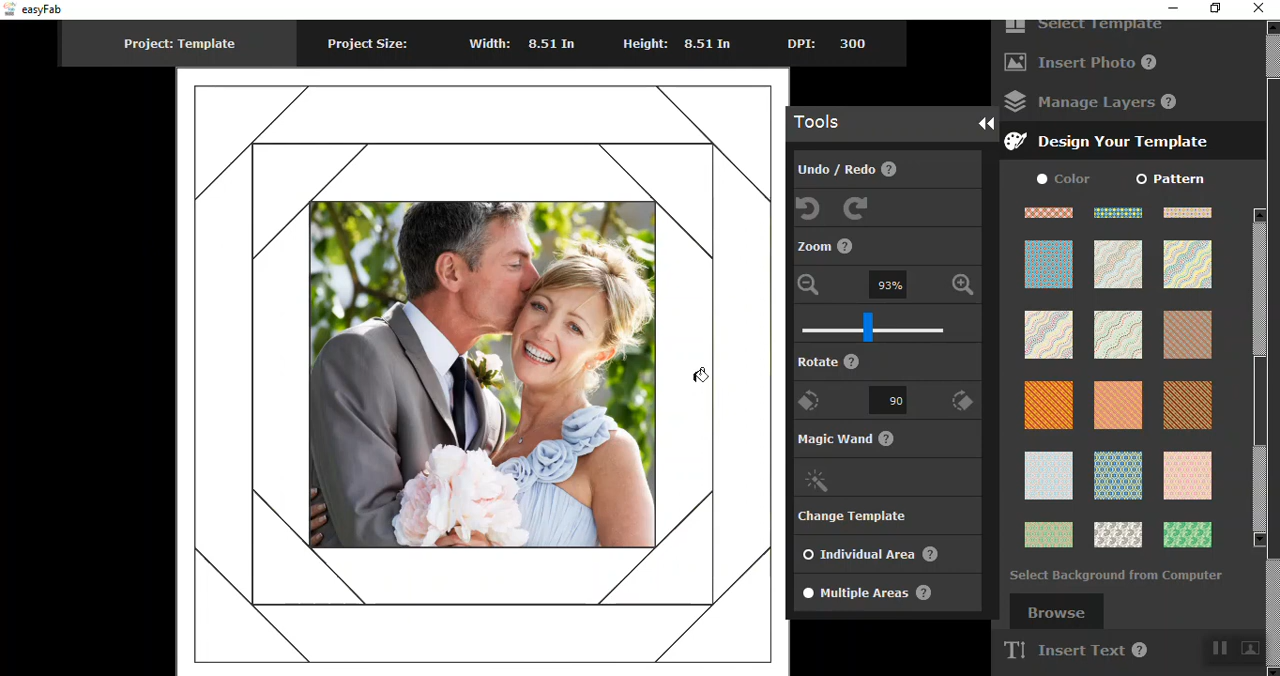 easyFab
Project: Template Project Size: Width: 8.51 In Height: 8.51 In DPI: 300
Select Template
Insert Photo ?
Manage Layers ?
Design Your Template
Color Pattern
Tools
Undo / Redo ?
Zoom ?
93%
Rotate ?
90
Magic Wand ?
Change Template
Individual Area ?
Multiple Areas ?
Select Background from Computer
Browse
Insert Text ?